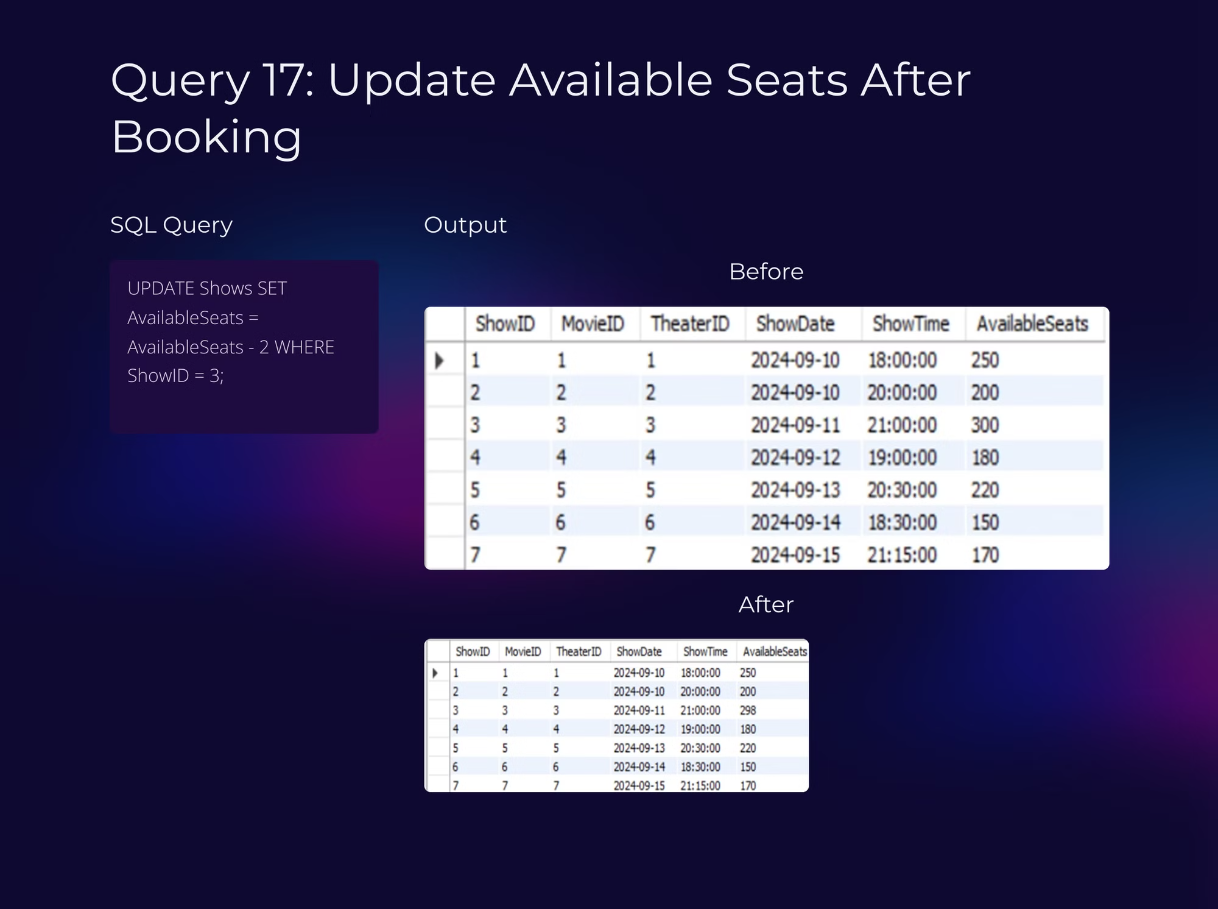 Query 17: Update Available Seats After
Booking
SQL Query
UPDATE Shows SET
AvailableSeats =
AvailableSeats - 2 WHERE
ShowID = 3;
Output
Before
ShowID MovieID TheaterID ShowDate ShowTime AvailableSeats
1 1 1 2024-09-10 18:00:00 250
2 2 2 2024-09-10 20:00:00 200
3 3 3 2024-09-11 21:00:00 300
4 4 4 2024-09-12 19:00:00 180
5 5 5 2024-09-13 20:30:00 220
6 6 6 2024-09-14 18:30:00 150
7 7 7 2024-09-15 21:15:00 170
After
ShowID MovieID TheaterID ShowDate ShowTime AvailableSeats
1 1 1 2024-09-10 18:00:00 250
2 2 2 2024-09-10 20:00:00 200
3 3 3 2024-09-11 21:00:00 298
4 4 4 2024-09-12 19:00:00 180
5 5 5 2024-09-13 20:30:00 220
6 6 6 2024-09-14 18:30:00 150
7 7 7 2024-09-15 21:15:00 170